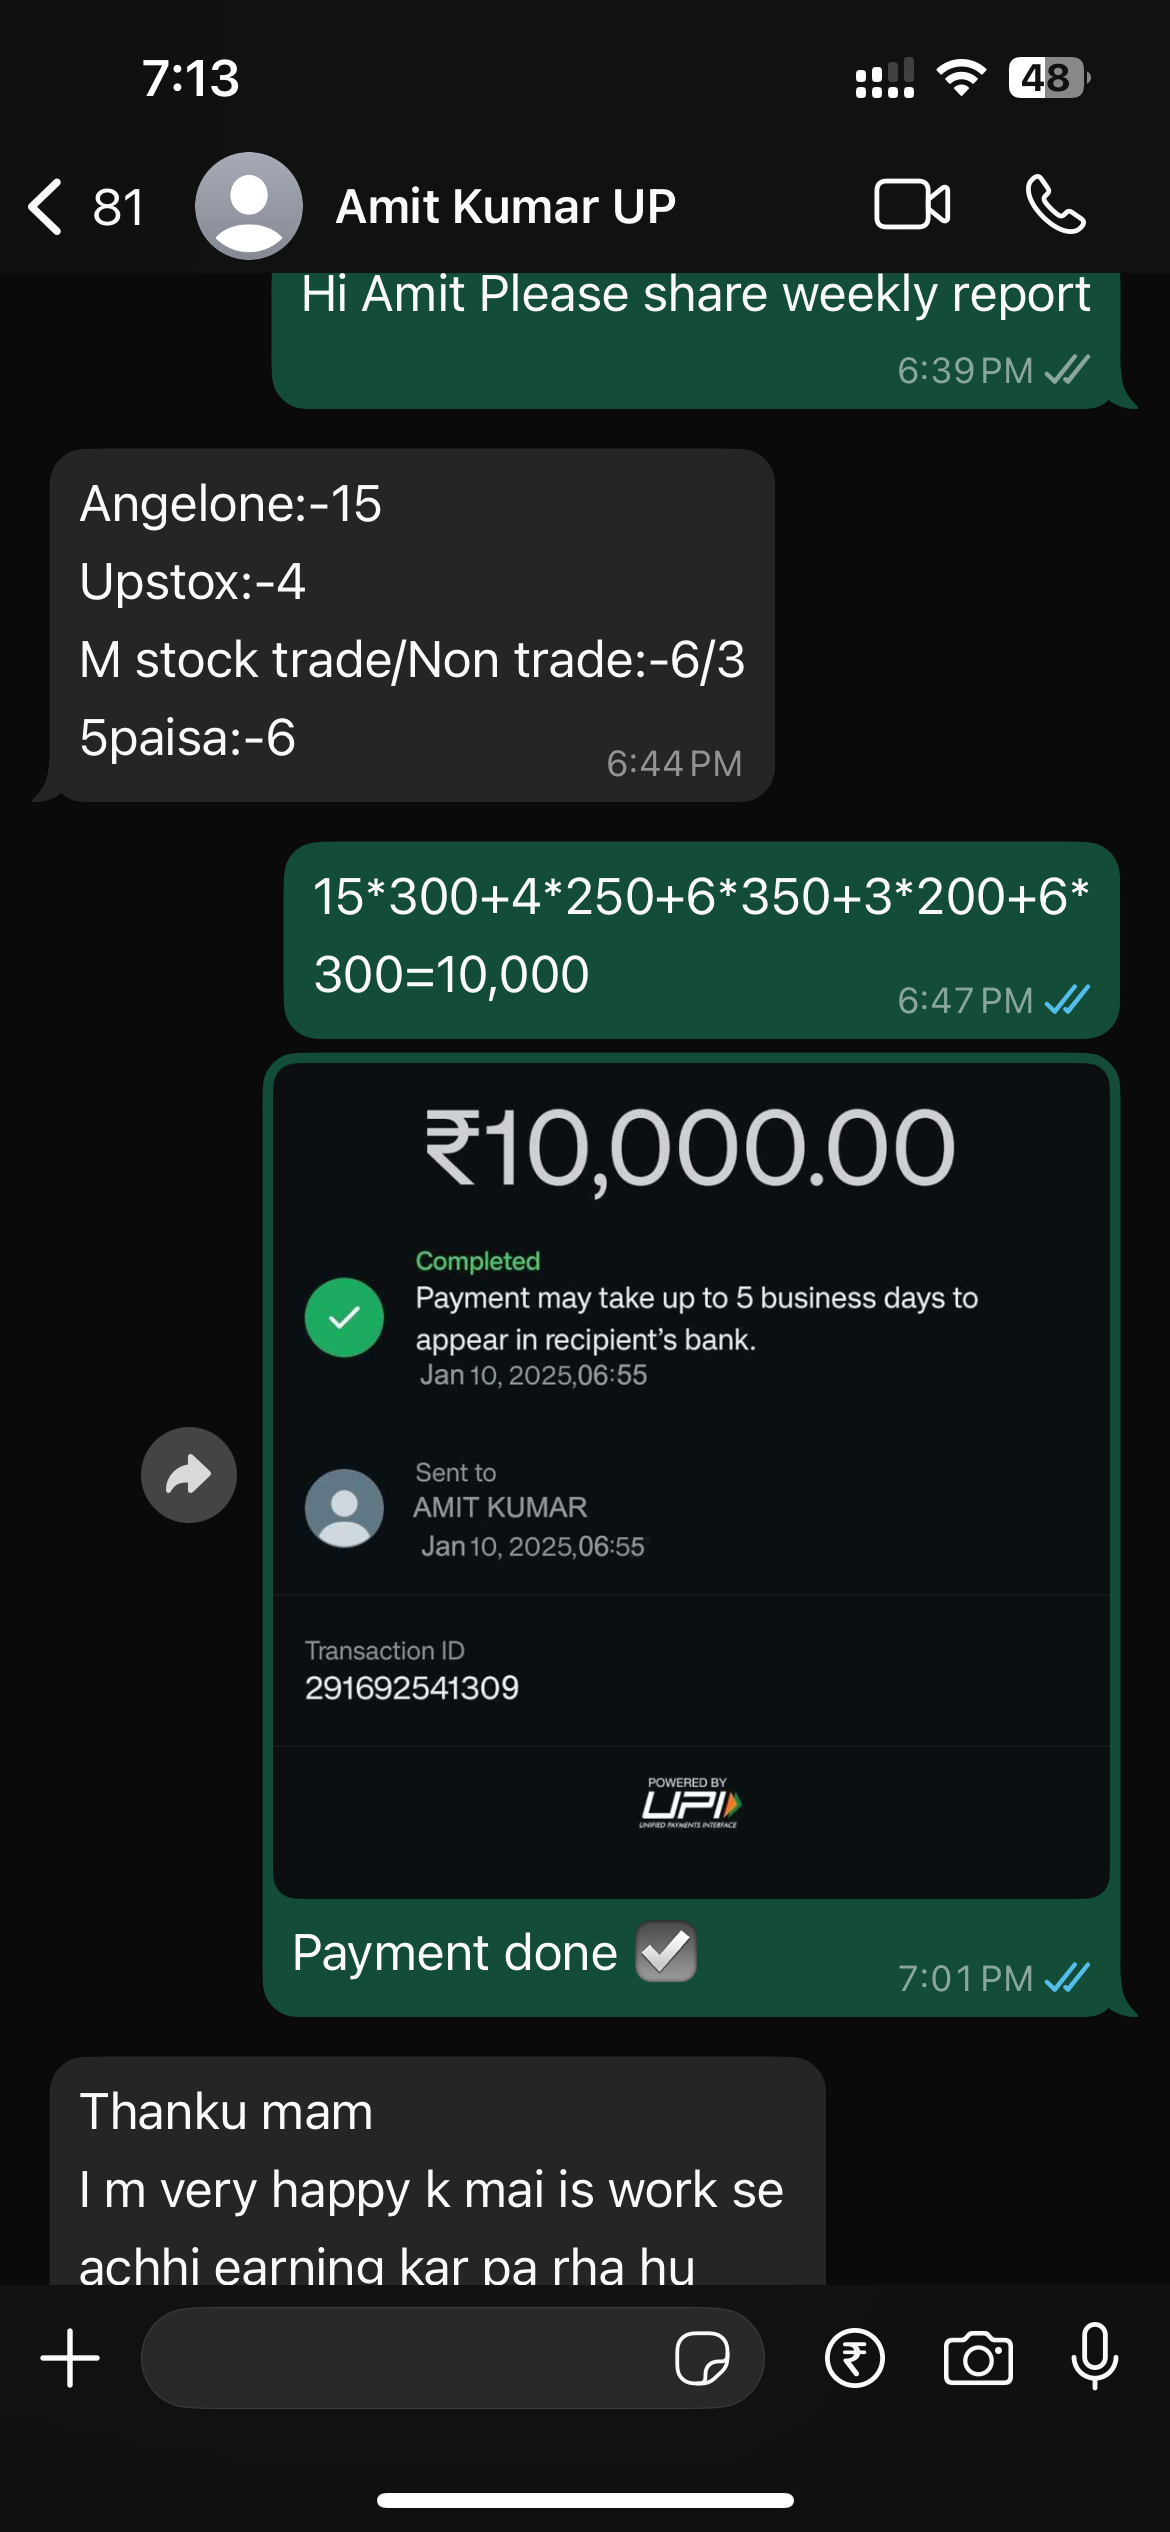 7:13
48
81
Amit Kumar UP
Hi Amit Please share weekly report
6:39 PM
Angelone:-15
Upstox:-4
M stock trade/Non trade:-6/3
5paisa:-6
6:44 PM
15*300+4*250+6*350+3*200+6*
300=10,000
6:47 PM
₹10,000.00
Completed
Payment may take up to 5 business days to
appear in recipient's bank.
Jan 10, 2025,06:55
Sent to
AMIT KUMAR
Jan 10, 2025,06:55
Transaction ID
291692541309
POWERED BY
UPI
UNIFIED PAYMENTS INTERFACE
Payment done
7:01 PM
Thanku mam
I m very happy k mai is work se
achhi earning kar pa rha hu
₹